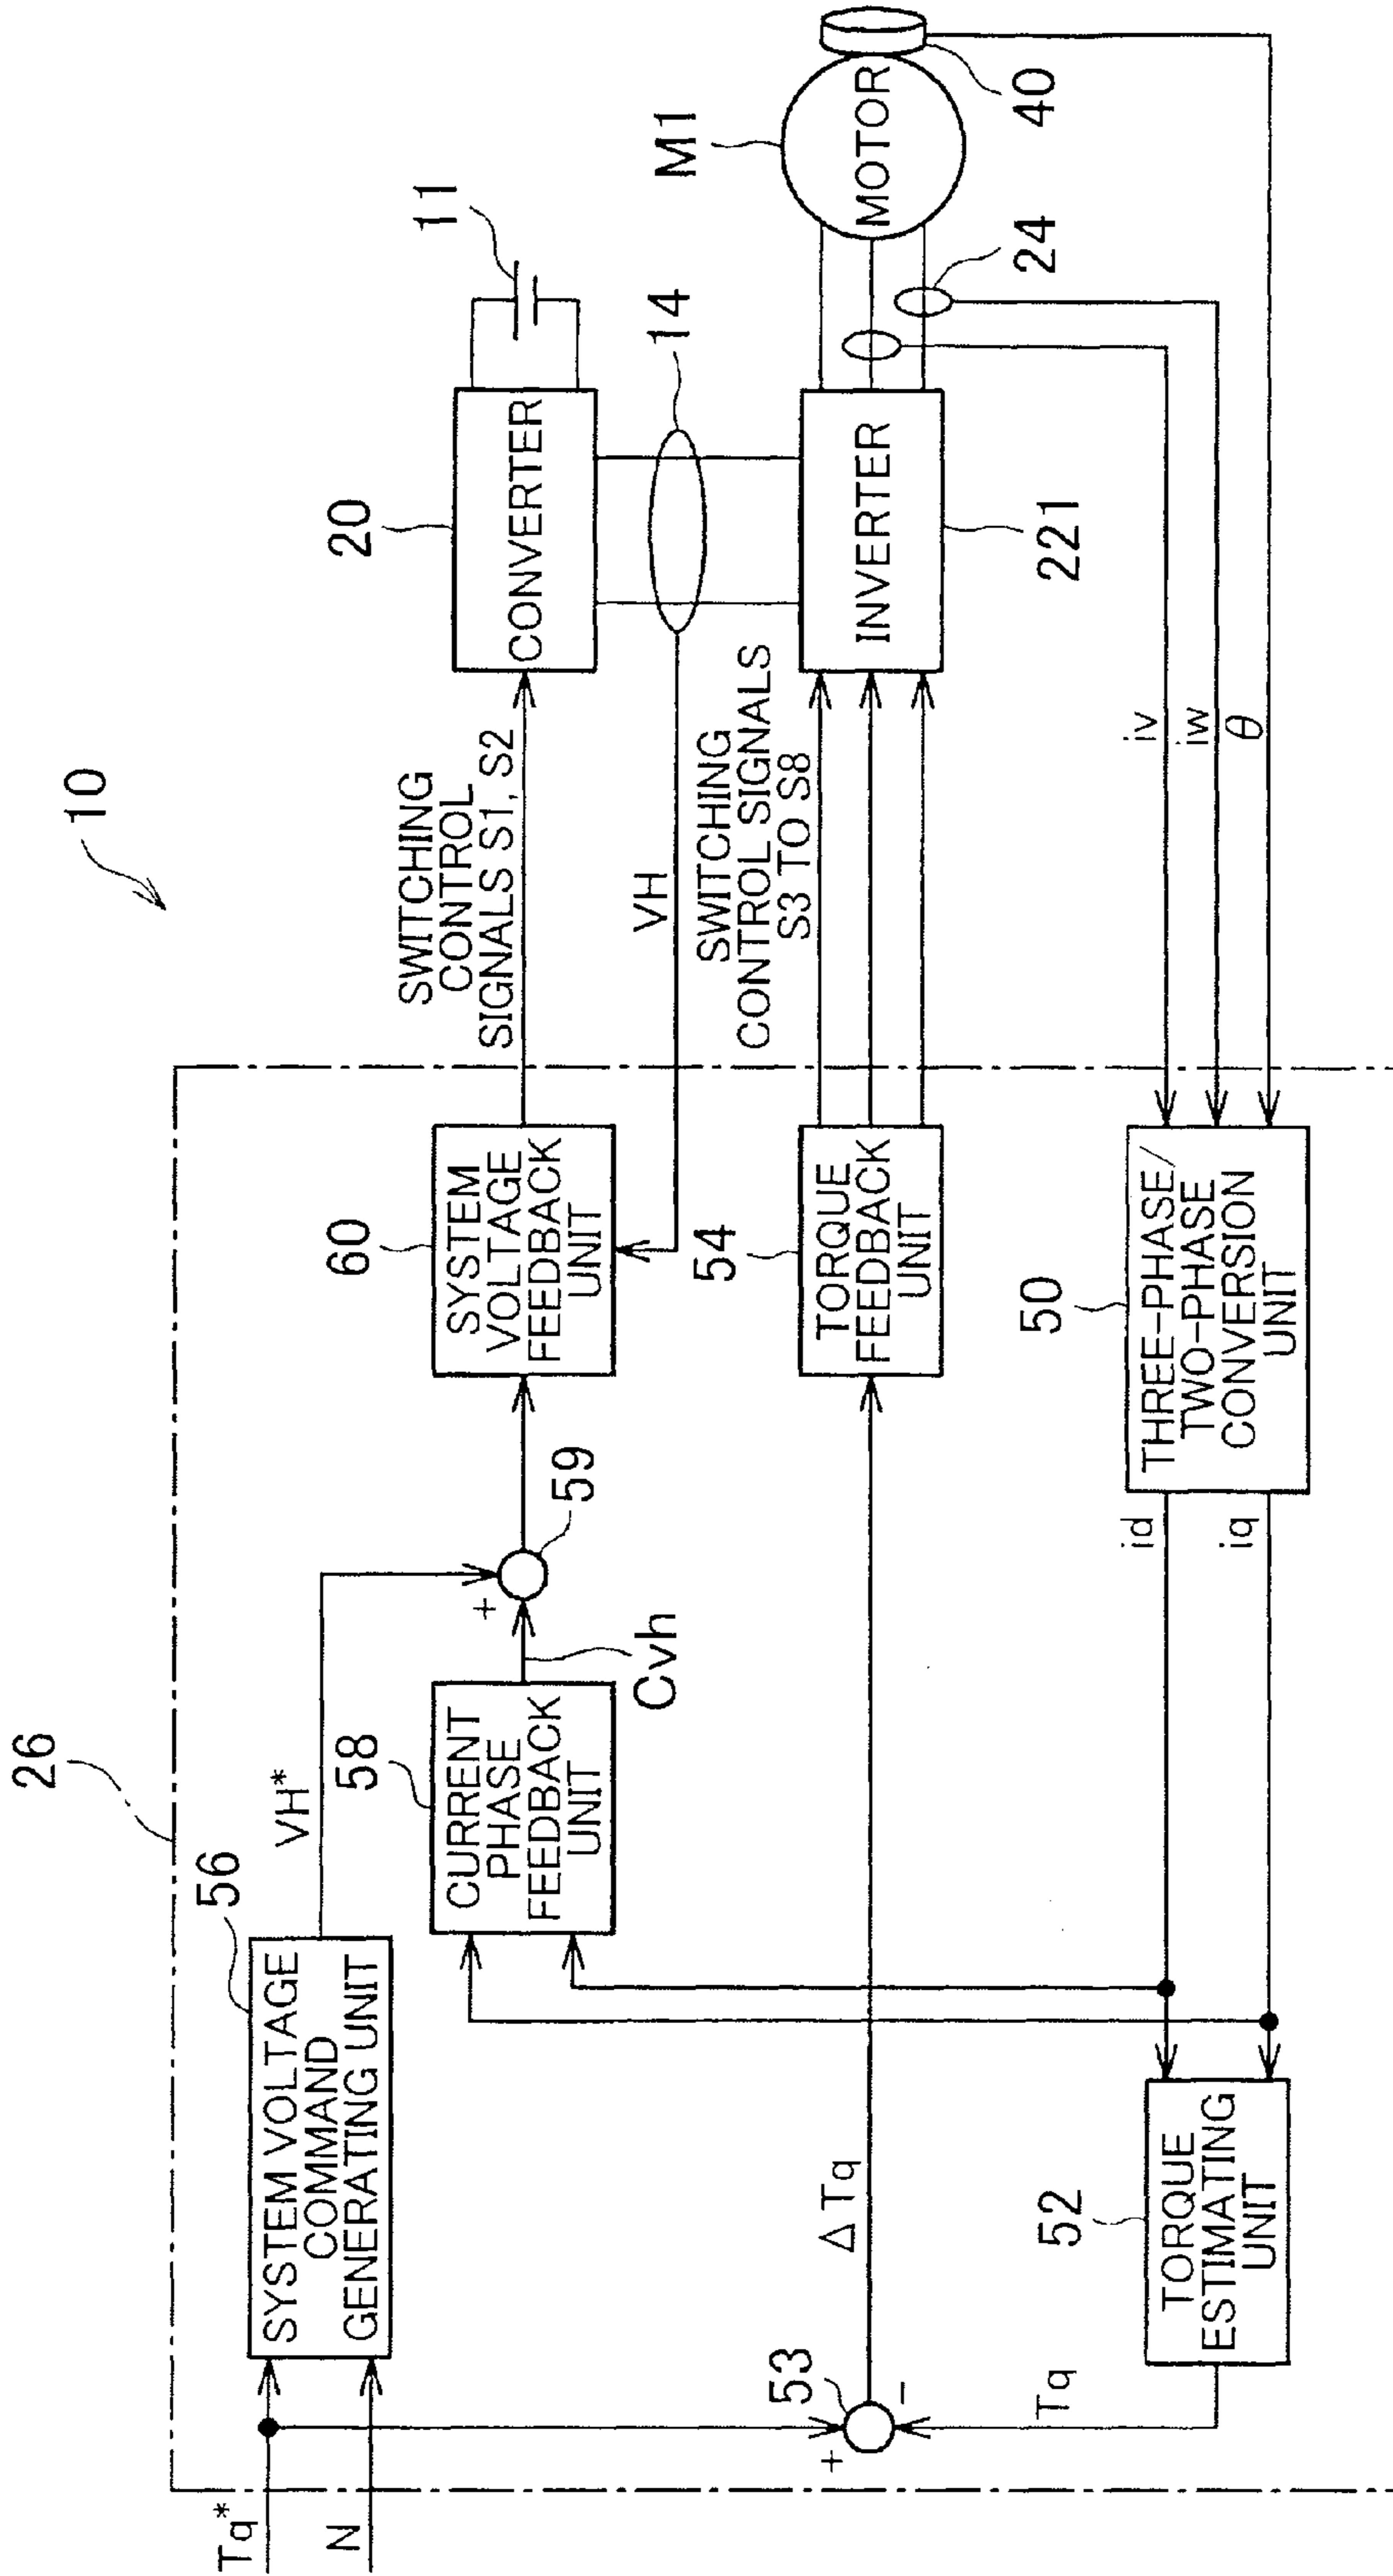 10
26
Tq*
N
56
SYSTEM VOLTAGE
COMMAND
GENERATING UNIT
VH*
58
CURRENT
PHASE
FEEDBACK
UNIT
Cvh
+
59
60
SYSTEM
VOLTAGE
FEEDBACK
UNIT
SWITCHING
CONTROL
SIGNALS S1, S2
20
CONVERTER
11
VH
14
53
+
−
Δ Tq
54
TORQUE
FEEDBACK
UNIT
SWITCHING
CONTROL SIGNALS
S3 TO S8
INVERTER
221
M1
MOTOR
24
40
Tq
52
TORQUE
ESTIMATING
UNIT
id
iq
50
THREE-PHASE/
TWO-PHASE
CONVERSION
UNIT
iv
iw
θ